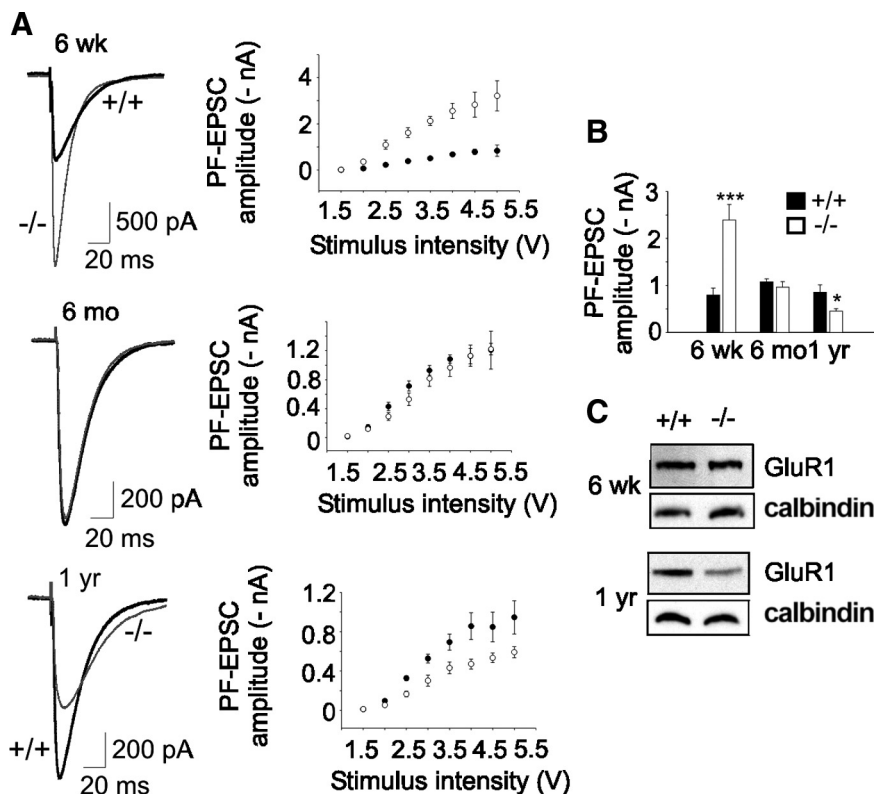 A
6 wk
+/+
-/-
500 pA
20 ms
PF-EPSC
amplitude (- nA)
4
2
0
1.5 2.5 3.5 4.5 5.5
Stimulus intensity (V)
6 mo
200 pA
20 ms
PF-EPSC
amplitude (- nA)
1.2
0.8
0.4
0
1.5 2.5 3.5 4.5 5.5
Stimulus intensity (V)
1 yr
-/-
+/+
200 pA
20 ms
PF-EPSC
amplitude (- nA)
1.2
0.8
0.4
0
1.5 2.5 3.5 4.5 5.5
Stimulus intensity (V)
B
PF-EPSC
amplitude (- nA)
3
2
1
0
***
*
+/+
-/-
6 wk 6 mo1 yr
C
+/+ -/-
6 wk
GluR1
calbindin
1 yr
GluR1
calbindin